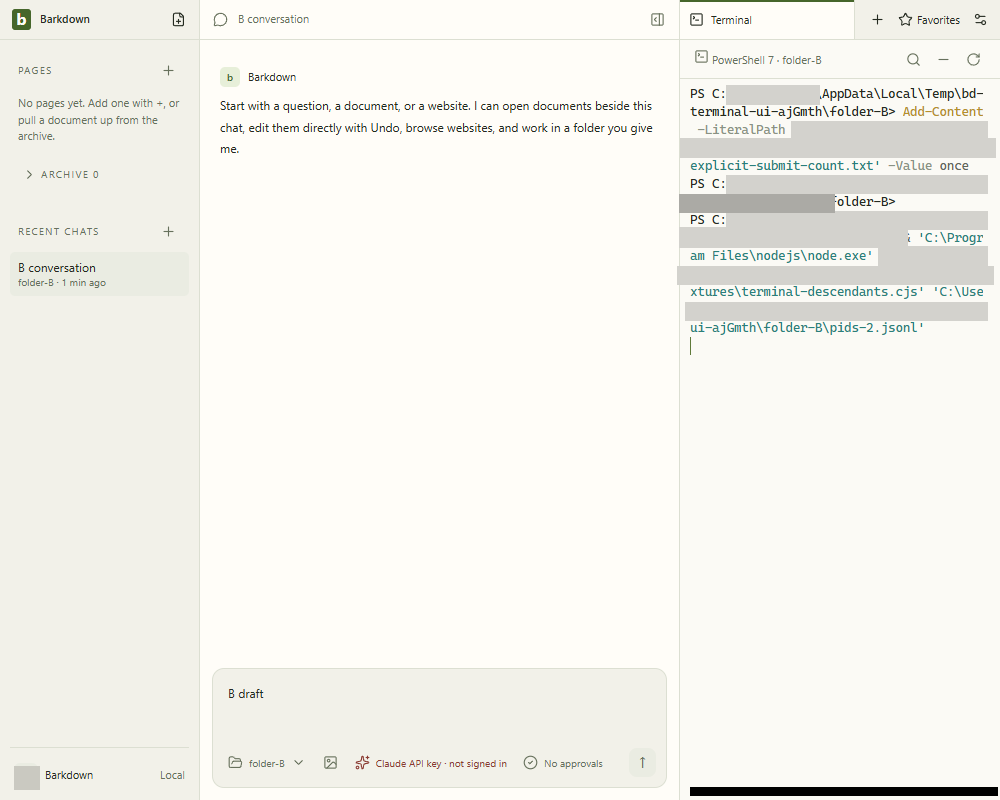 b Barkdown
PAGES
No pages yet. Add one with +, or
pull a document up from the
archive.
ARCHIVE 0
RECENT CHATS
B conversation
folder-B · 1 min ago
Barkdown
Local
B conversation
b Barkdown
Start with a question, a document, or a website. I can open documents beside this
chat, edit them directly with Undo, browse websites, and work in a folder you give
me.
B draft
folder-B
Claude API key · not signed in
No approvals
Terminal
Favorites
PowerShell 7 · folder-B
PS C:\AppData\Local\Temp\bd-
terminal-ui-ajGmth\folder-B> Add-Content
-LiteralPath
explicit-submit-count.txt' -Value once
PS C:
folder-B>
PS C:
& 'C:\Progr
am Files\nodejs\node.exe'
xtures\terminal-descendants.cjs' 'C:\Use
ui-ajGmth\folder-B\pids-2.jsonl'